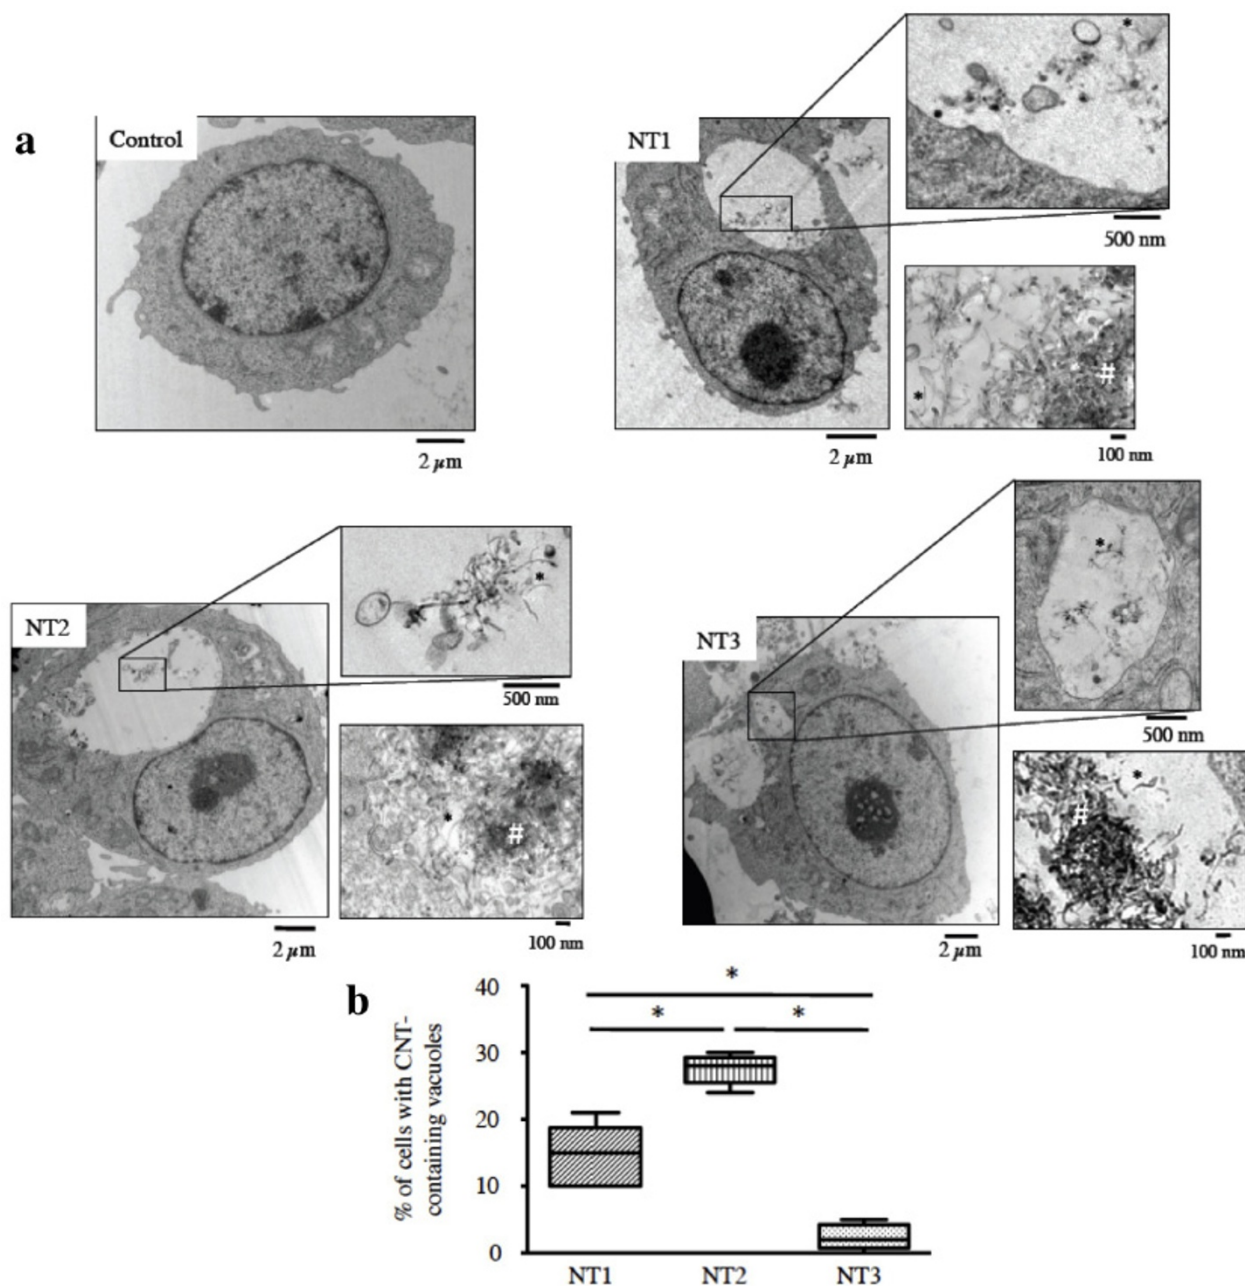 a
Control
2 µm
NT1
2 µm
*
500 nm
*
#
100 nm
NT2
2 µm
*
500 nm
*
#
100 nm
NT3
2 µm
*
500 nm
*
#
100 nm
b
% of cells with CNT-
containing vacuoles
40
30
20
10
0
*
*
*
NT1
NT2
NT3